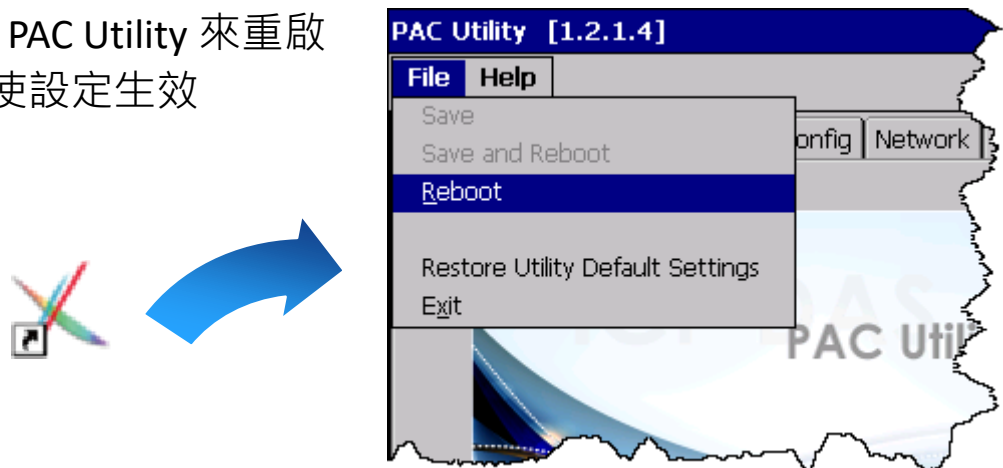 PAC Utility 來重啟
使設定生效
PAC Utility [1.2.1.4]
File Help
Save
Save and Reboot
onfig Network
Reboot
Restore Utility Default Settings
Exit
PAC Utili